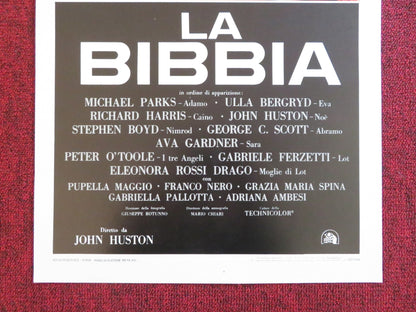 LA
BIBBIA
in ordine di apparizione:
MICHAEL PARKS - Adamo · ULLA BERGRYD - Eva
RICHARD HARRIS - Caino · JOHN HUSTON - Noè
STEPHEN BOYD - Nimrod · GEORGE C. SCOTT - Abramo
AVA GARDNER - Sara
PETER O'TOOLE - I tre Angeli · GABRIELE FERZETTI - Lot
ELEONORA ROSSI DRAGO - Moglie di Lot
con
PUPELLA MAGGIO · FRANCO NERO · GRAZIA MARIA SPINA
GABRIELLA PALLOTTA · ADRIANA AMBESI
Direttore della fotografia
GIUSEPPE ROTUNNO
Direttore della scenografia
MARIO CHIARI
Colore della
TECHNICOLOR®
Diretto da
JOHN HUSTON